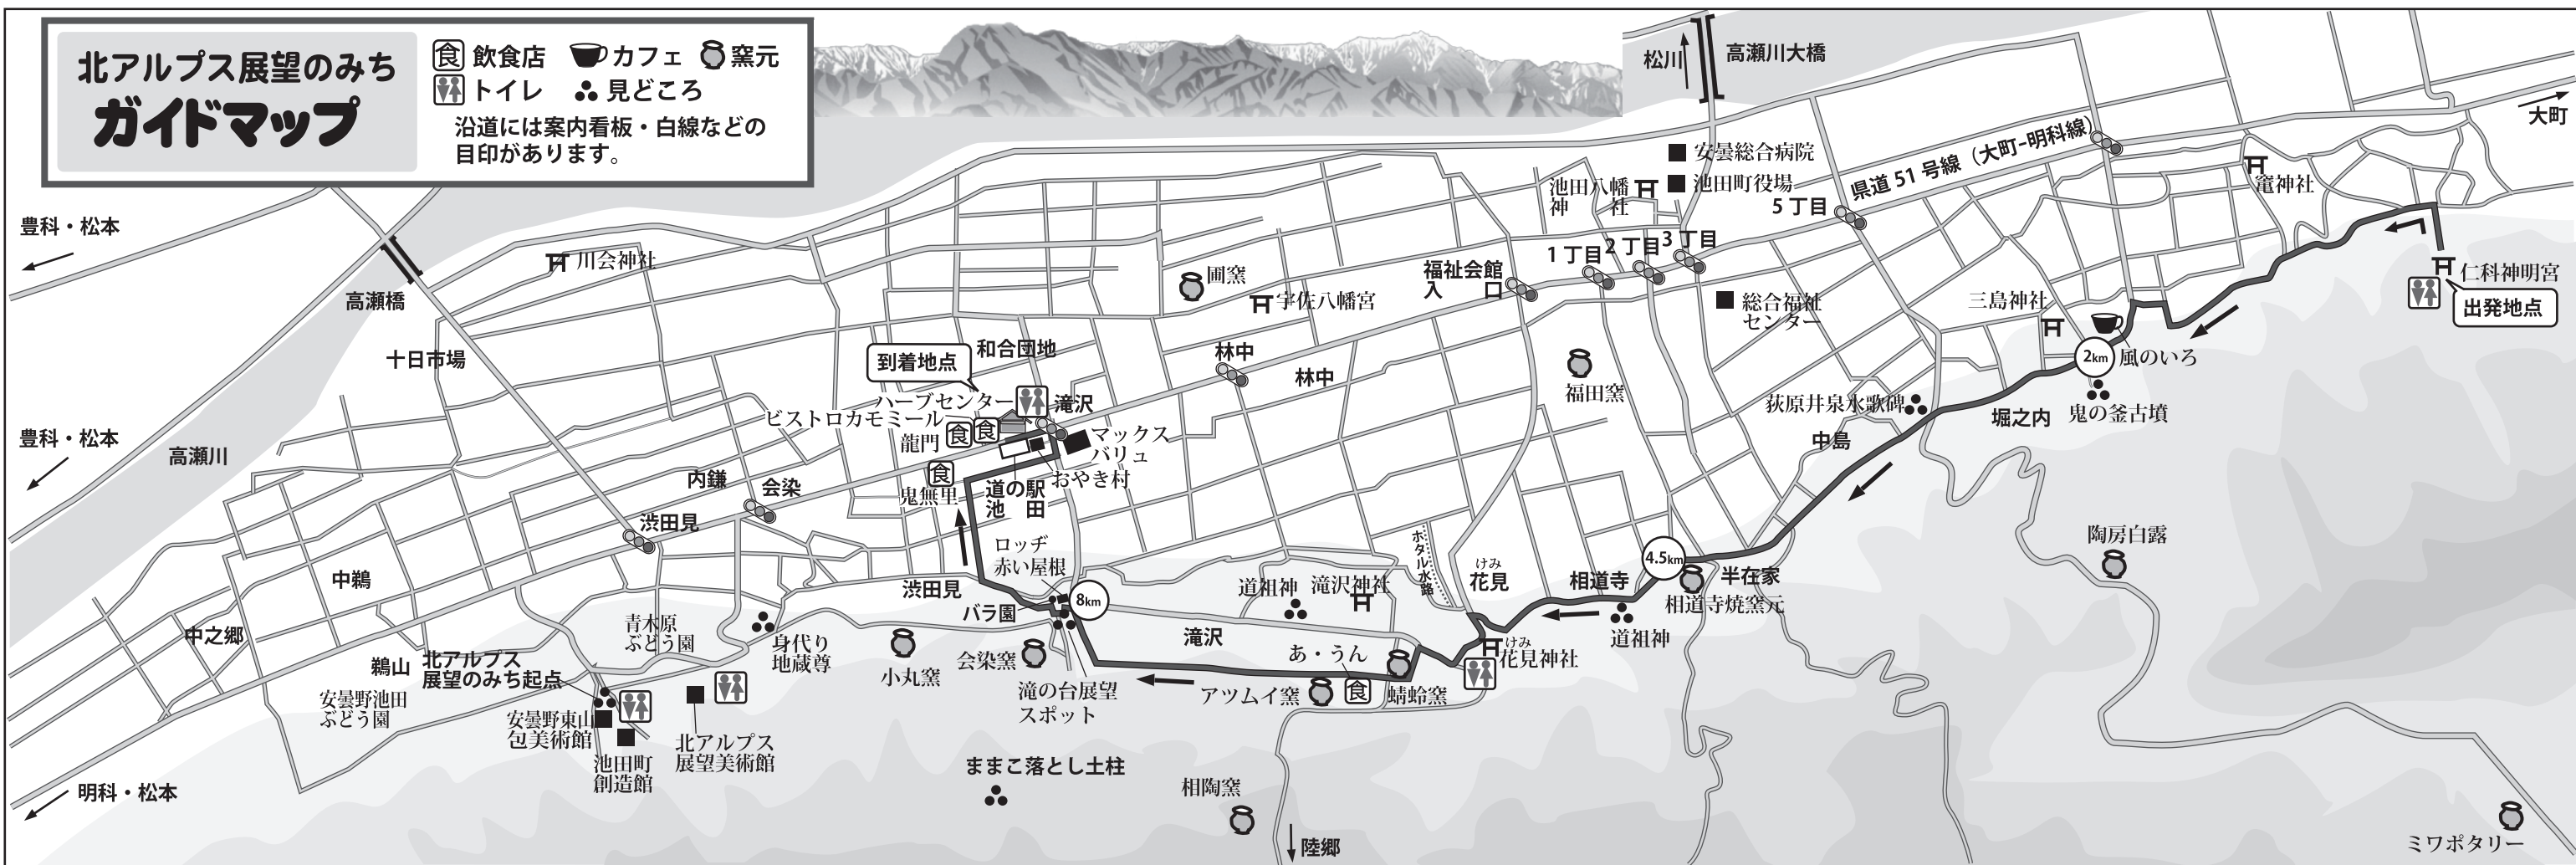 北アルプス展望のみち
ガイドマップ
食 飲食店
カフェ
窯元
トイレ
見どころ
沿道には案内看板・白線などの
目印があります。
松川
高瀬川大橋
大町
安曇総合病院
池田町役場
池田八幡
神 社
県道51号線（大町−明科線）
竃神社
5丁目
3丁目
2丁目
1丁目
福祉会館
入 口
総合福祉
センター
仁科神明宮
出発地点
三島神社
2km
風のいろ
鬼の釜古墳
堀之内
荻原井泉水歌碑
中島
陶房白露
豊科・松本
高瀬橋
川会神社
圃窯
宇佐八幡宮
十日市場
和合団地
到着地点
林中
林中
福田窯
ハーブセンター
滝沢
ビストロカモミール
龍門
食
食
マックス
バリュ
おやき村
食
鬼無里
道の駅
池 田
豊科・松本
高瀬川
内鎌
会染
渋田見
ホタル水路
けみ
花見
4.5km
相道寺
半在家
相道寺焼窯元
道祖神
ロッヂ
赤い屋根
中鵜
渋田見
バラ園
8km
道祖神
滝沢神社
滝沢
けみ
花見神社
中之郷
青木原
ぶどう園
身代り
地蔵尊
小丸窯
会染窯
滝の台展望
スポット
あ・うん
アツムイ窯
食
蜻蛉窯
鵜山
北アルプス
展望のみち起点
安曇野池田
ぶどう園
安曇野東山
包美術館
池田町
創造館
北アルプス
展望美術館
ままこ落とし土柱
相陶窯
陸郷
明科・松本
ミワポタリー